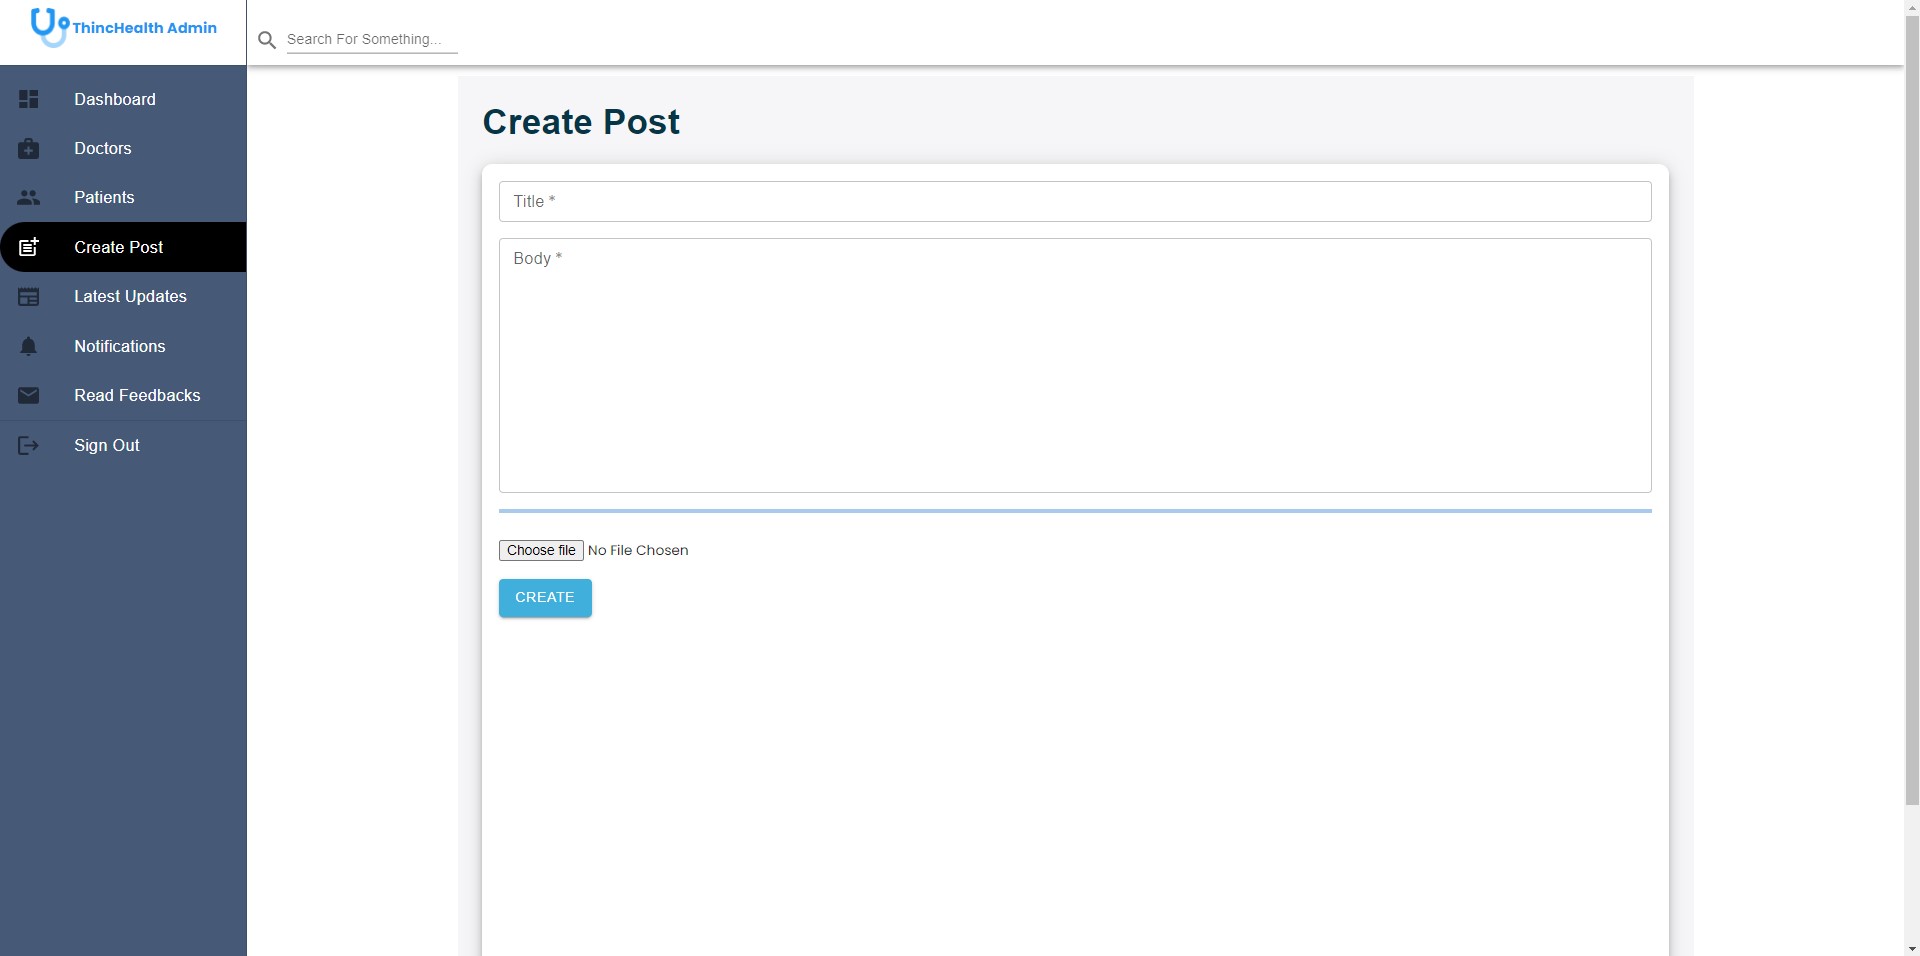 ThincHealth Admin
Search For Something...
Dashboard
Doctors
Patients
Create Post
Latest Updates
Notifications
Read Feedbacks
Sign Out
Create Post
Title *
Body *
Choose file No File Chosen
CREATE